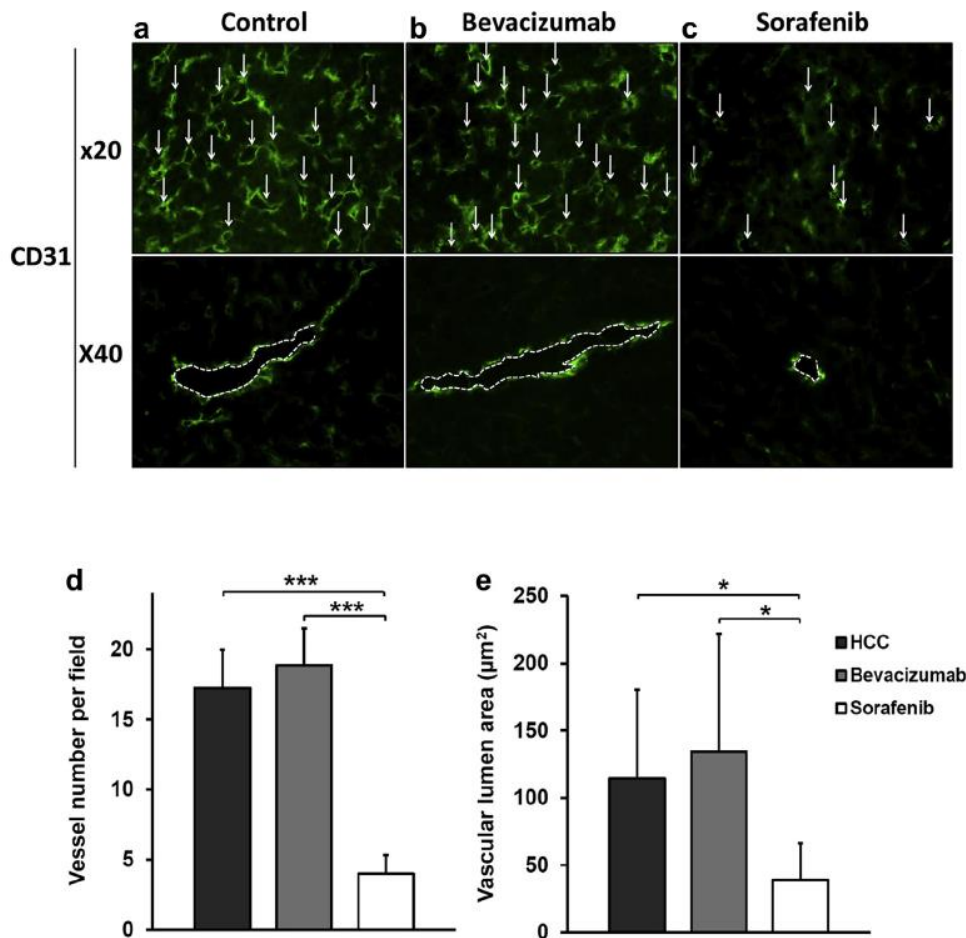 a Control b Bevacizumab c Sorafenib
x20
CD31
X40
d
***
***
Vessel number per field
20
15
10
5
0
e
*
*
Vascular lumen area (µm²)
250
200
150
100
50
0
HCC
Bevacizumab
Sorafenib